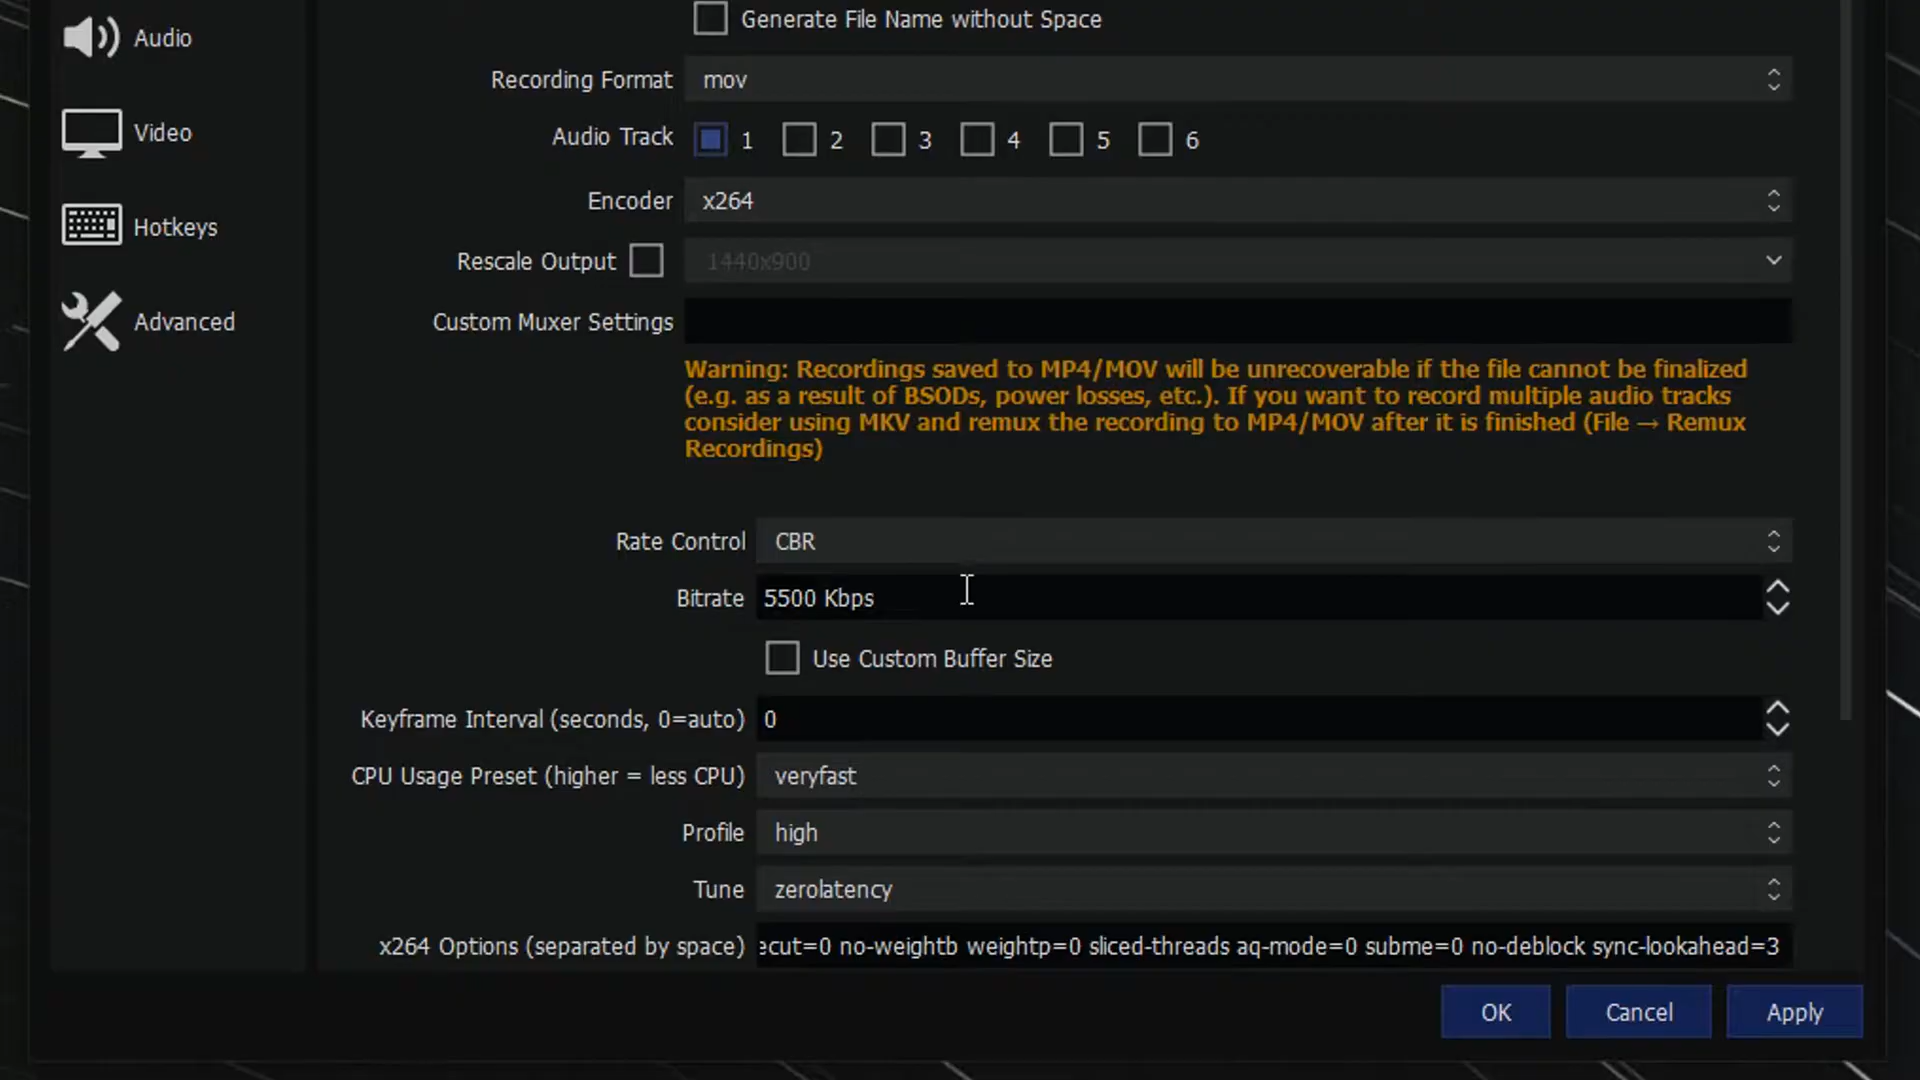 Audio
Video
Hotkeys
Advanced
Generate File Name without Space
Recording Format mov
Audio Track 1 2 3 4 5 6
Encoder x264
Rescale Output 1440x900
Custom Muxer Settings
Warning: Recordings saved to MP4/MOV will be unrecoverable if the file cannot be finalized
(e.g. as a result of BSODs, power losses, etc.). If you want to record multiple audio tracks
consider using MKV and remux the recording to MP4/MOV after it is finished (File → Remux
Recordings)
Rate Control CBR
Bitrate 5500 Kbps
Use Custom Buffer Size
Keyframe Interval (seconds, 0=auto) 0
CPU Usage Preset (higher = less CPU) veryfast
Profile high
Tune zerolatency
x264 Options (separated by space) ecut=0 no-weightb weightp=0 sliced-threads aq-mode=0 subme=0 no-deblock sync-lookahead=3
OK Cancel Apply